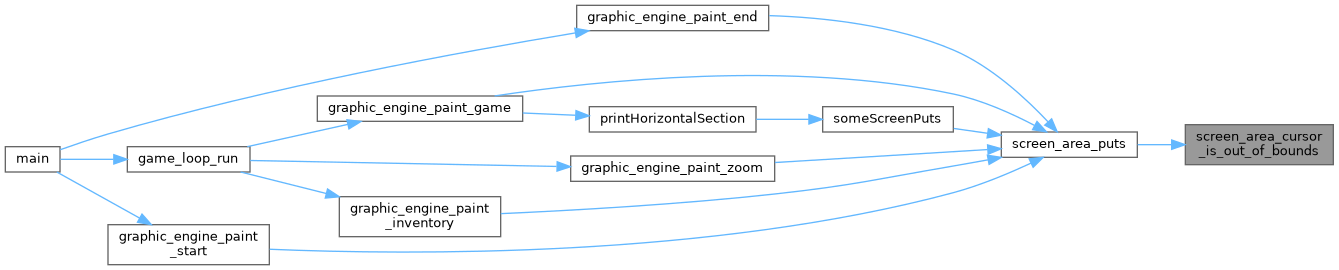 graphic_engine_paint_end
graphic_engine_paint_game
printHorizontalSection
someScreenPuts
screen_area_cursor
_is_out_of_bounds
main
game_loop_run
screen_area_puts
graphic_engine_paint_zoom
graphic_engine_paint
_inventory
graphic_engine_paint
_start